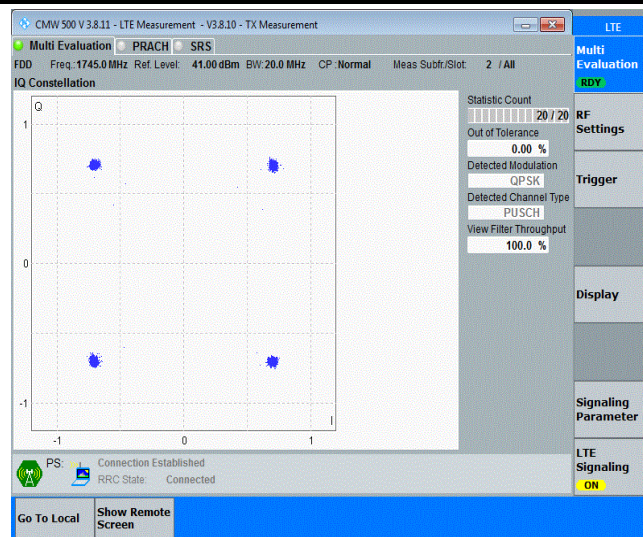 CMW 500 V 3.8.11 - LTE Measurement - V3.8.10 - TX Measurement
LTE
Multi Evaluation PRACH SRS
Multi
Evaluation
RDY
FDD Freq.:1745.0 MHz Ref. Level: 41.00 dBm BW:20.0 MHz CP :Normal Meas Subfr./Slot: 2 / All
IQ Constellation
Statistic Count
20 / 20
Out of Tolerance
0.00 %
Detected Modulation
QPSK
Detected Channel Type
PUSCH
View Filter Throughput
100.0 %
RF
Settings
Trigger
Display
Signaling
Parameter
LTE
Signaling
ON
Q
1
0
-1
I
-1 0 1
PS: Connection Established
RRC State: Connected
Go To Local
Show Remote
Screen